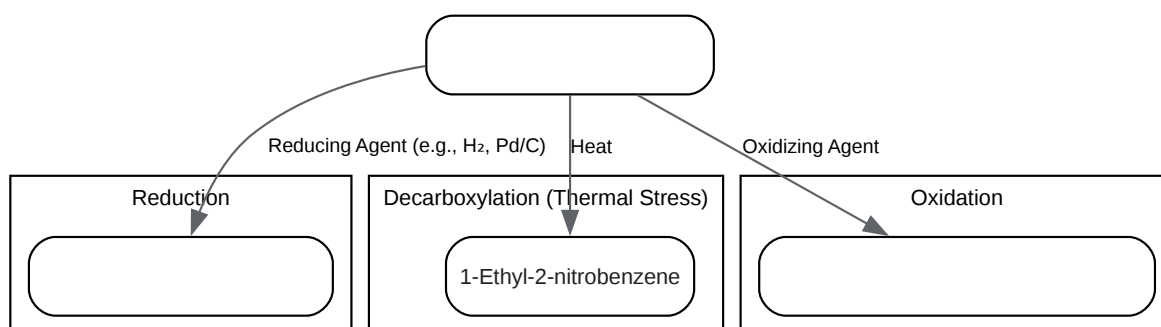 Reducing Agent (e.g., H₂, Pd/C)
Heat
Oxidizing Agent
Reduction
Decarboxylation (Thermal Stress)
Oxidation
1-Ethyl-2-nitrobenzene